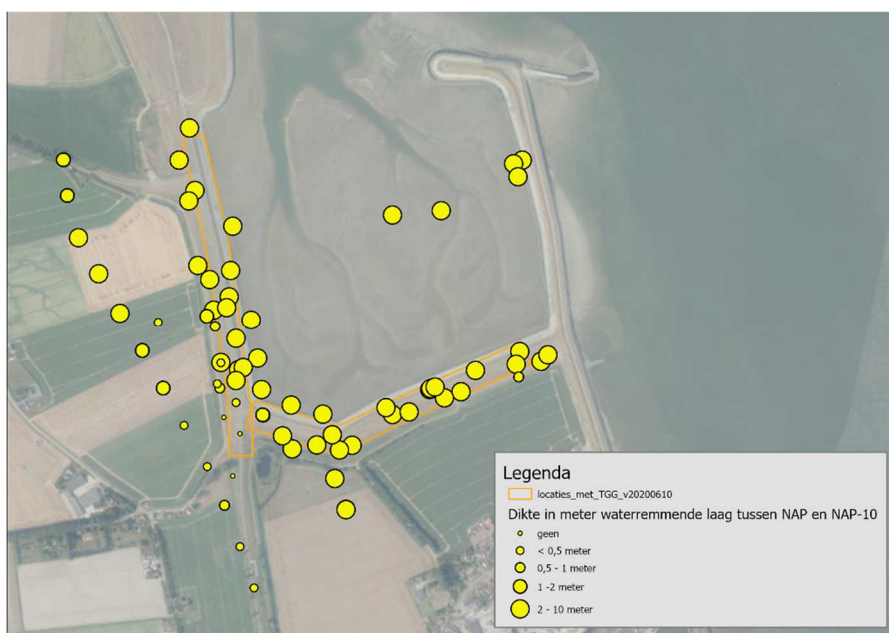 Legenda
locaties_met_TGG_v20200610
Dikte in meter waterremmende laag tussen NAP en NAP-10
geen
< 0,5 meter
0,5 - 1 meter
1 -2 meter
2 - 10 meter